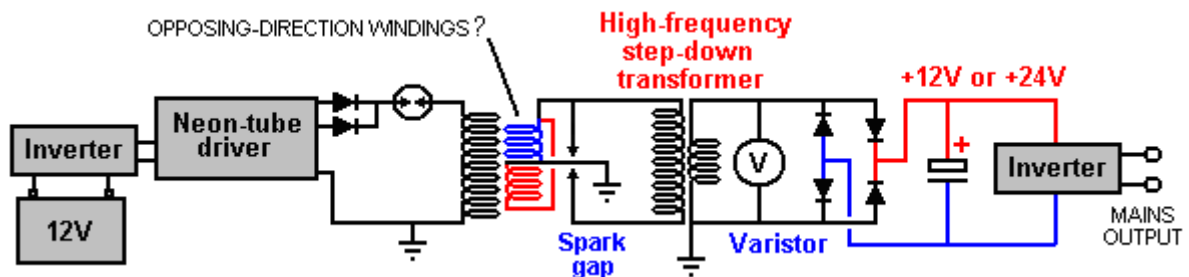 OPPOSING-DIRECTION WINDINGS ?
High-frequency
step-down
transformer
+12V or +24V
Neon-tube
driver
Inverter
12V
V
+
Inverter
MAINS
OUTPUT
Spark
gap
Varistor